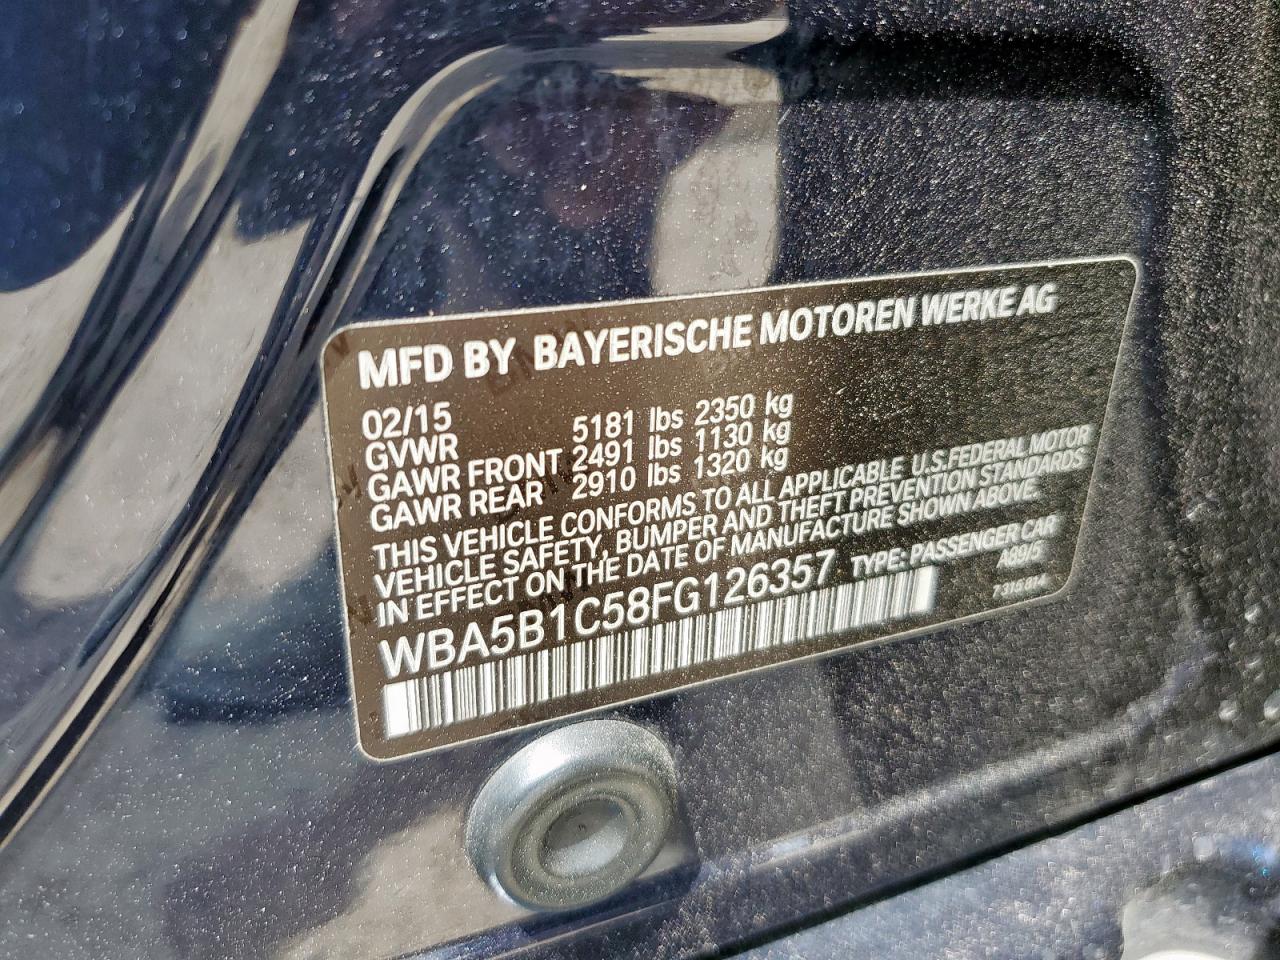 MFD BY BAYERISCHE MOTOREN WERKE AG
02/15
GVWR 5181 lbs 2350 kg
GAWR FRONT 2491 lbs 1130 kg
GAWR REAR 2910 lbs 1320 kg
THIS VEHICLE CONFORMS TO ALL APPLICABLE U.S.FEDERAL MOTOR
VEHICLE SAFETY, BUMPER AND THEFT PREVENTION STANDARDS
IN EFFECT ON THE DATE OF MANUFACTURE SHOWN ABOVE.
WBA5B1C58FG126357 TYPE: PASSENGER CAR
A89/5